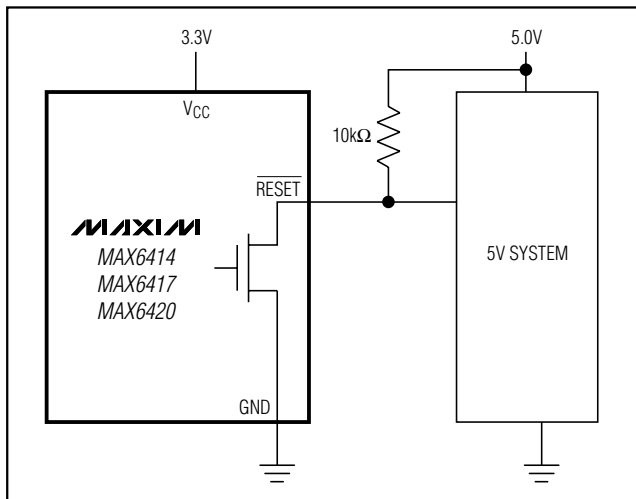 3.3V
5.0V
VCC
10kΩ
RESET
MAXIM
MAX6414
MAX6417
MAX6420
5V SYSTEM
GND